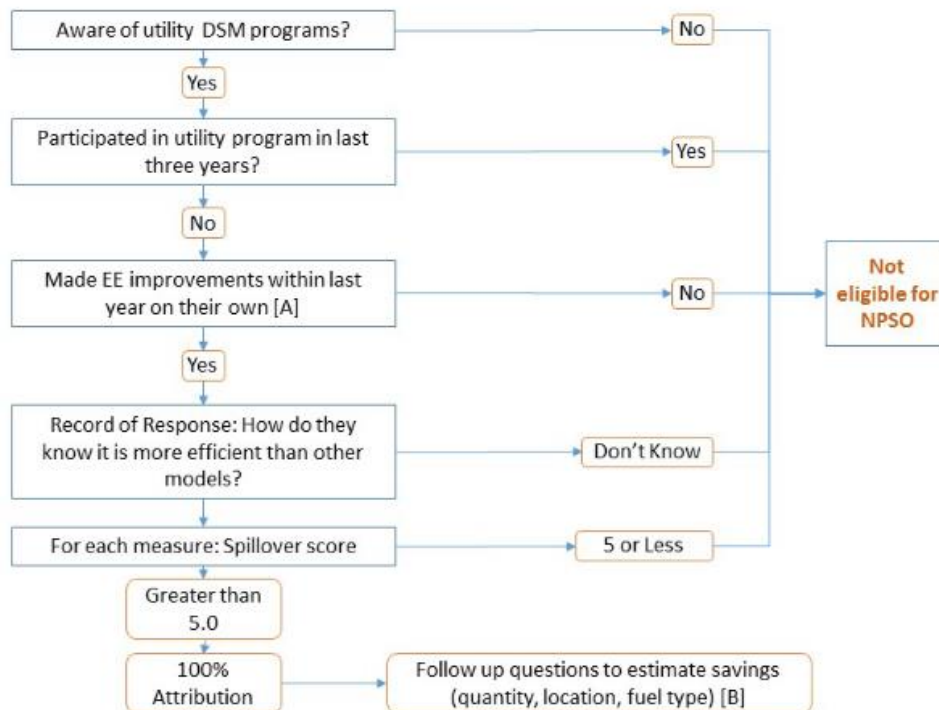 Aware of utility DSM programs?
No
Yes
Participated in utility program in last
three years?
Yes
No
Made EE improvements within last
year on their own [A]
No
Not
eligible for
NPSO
Yes
Record of Response: How do they
know it is more efficient than other
models?
Don't Know
For each measure: Spillover score
5 or Less
Greater than
5.0
100%
Attribution
Follow up questions to estimate savings
(quantity, location, fuel type) [B]